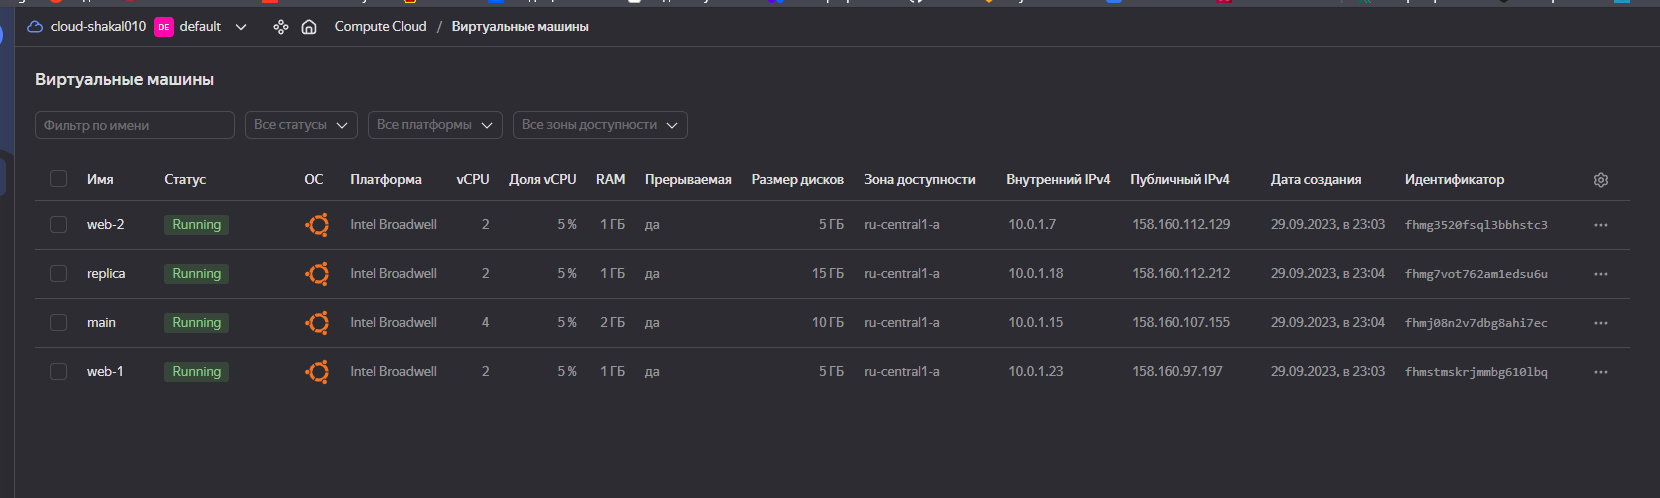 cloud-shakal010 DE default Compute Cloud / Виртуальные машины
Виртуальные машины
Фильтр по имени Все статусы Все платформы Все зоны доступности
Имя Статус ОС Платформа vCPU Доля vCPU RAM Прерываемая Размер дисков Зона доступности Внутренний IPv4 Публичный IPv4 Дата создания Идентификатор
web-2 Running Intel Broadwell 2 5 % 1 ГБ да 5 ГБ ru-central1-a 10.0.1.7 158.160.112.129 29.09.2023, в 23:03 fhmg3520fsql3bbhstc3
replica Running Intel Broadwell 2 5 % 1 ГБ да 15 ГБ ru-central1-a 10.0.1.18 158.160.112.212 29.09.2023, в 23:04 fhmg7vot762am1edsu6u
main Running Intel Broadwell 4 5 % 2 ГБ да 10 ГБ ru-central1-a 10.0.1.15 158.160.107.155 29.09.2023, в 23:04 fhmj08n2v7dbg8ahi7ec
web-1 Running Intel Broadwell 2 5 % 1 ГБ да 5 ГБ ru-central1-a 10.0.1.23 158.160.97.197 29.09.2023, в 23:03 fhmstmskrjmmbg610lbq